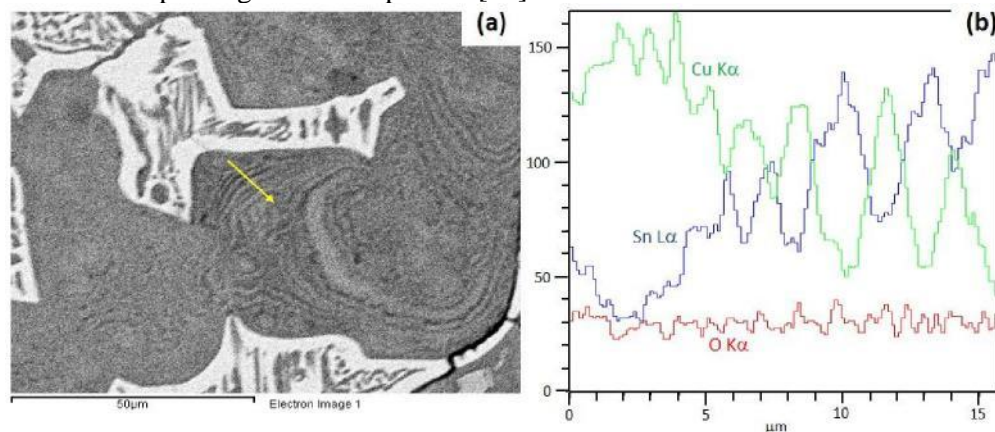 (a)
50µm
Electron Image 1
(b)
150
100
50
0
Cu Kα
Sn Lα
O Kα
0 5 10 15
µm